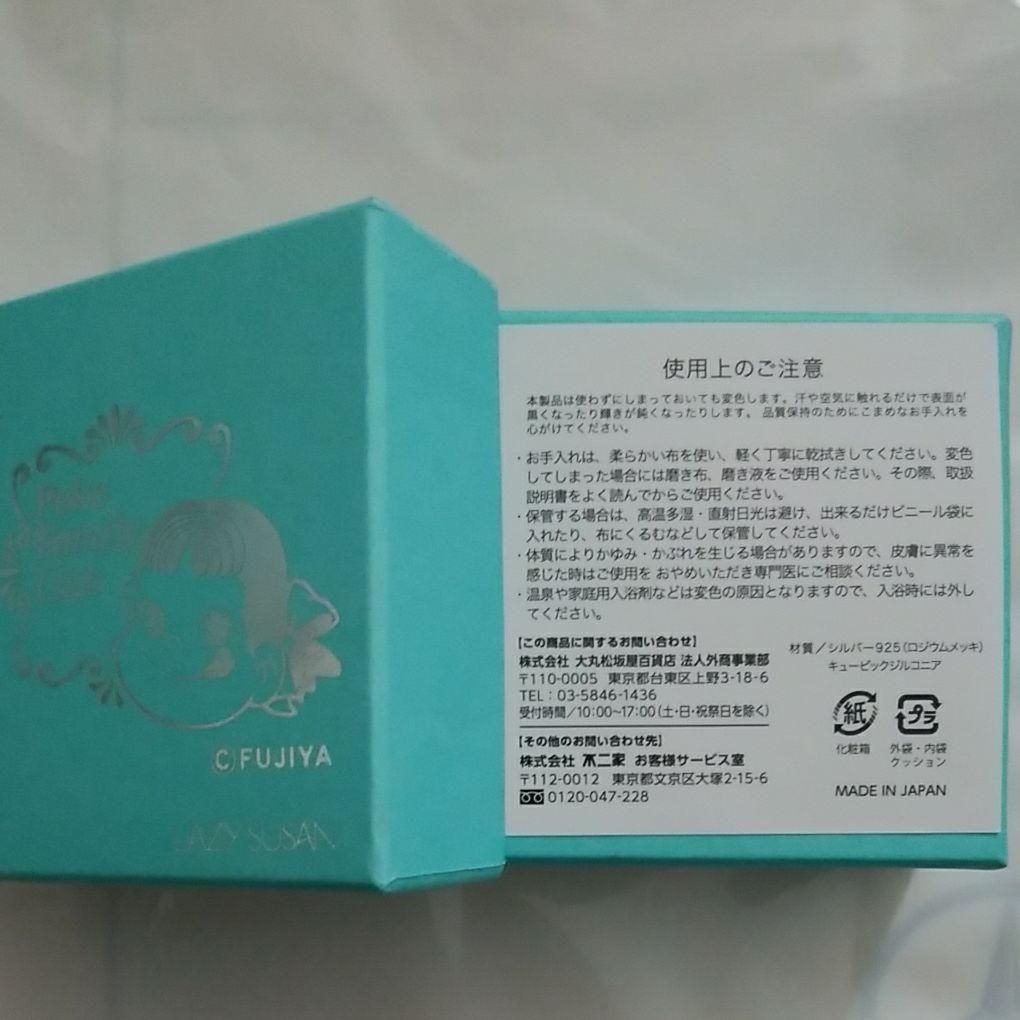 ©FUJIYA
LAZY SUSAN
使用上のご注意
本製品は使わずにしまっておいても変色します。汗や空気に触れるだけで表面が
黒くなったり輝きが鈍くなったりします。 品質保持のためにこまめなお手入れを
心がけてください。
・お手入れは、柔らかい布を使い、軽く丁寧に乾拭きしてください。変色
してしまった場合には磨き布、磨き液をご使用ください。その際、取扱
説明書をよく読んでからご使用ください。
・保管する場合は、高温多湿・直射日光は避け、出来るだけビニール袋に
入れたり、布にくるむなどして保管してください。
・体質によりかゆみ・かぶれを生じる場合がありますので、皮膚に異常を
感じた時はご使用を おやめいただき専門医にご相談ください。
・温泉や家庭用入浴剤などは変色の原因となりますので、入浴時には外し
てください。
【この商品に関するお問い合わせ】
株式会社 大丸松坂屋百貨店 法人外商事業部
〒110-0005 東京都台東区上野3-18-6
TEL：03-5846-1436
受付時間／10:00~17:00（土・日・祝祭日を除く）
【その他のお問い合わせ先】
株式会社 不二家 お客様サービス室
〒112-0012 東京都文京区大塚2-15-6
0120-047-228
材質／シルバー925（ロジウムメッキ）
キュービックジルコニア
紙
プラ
化粧箱
外袋・内袋
クッション
MADE IN JAPAN